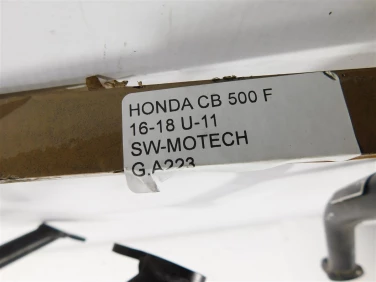 HONDA CB 500 F
16-18 U-11
SW-MOTECH
G.A223